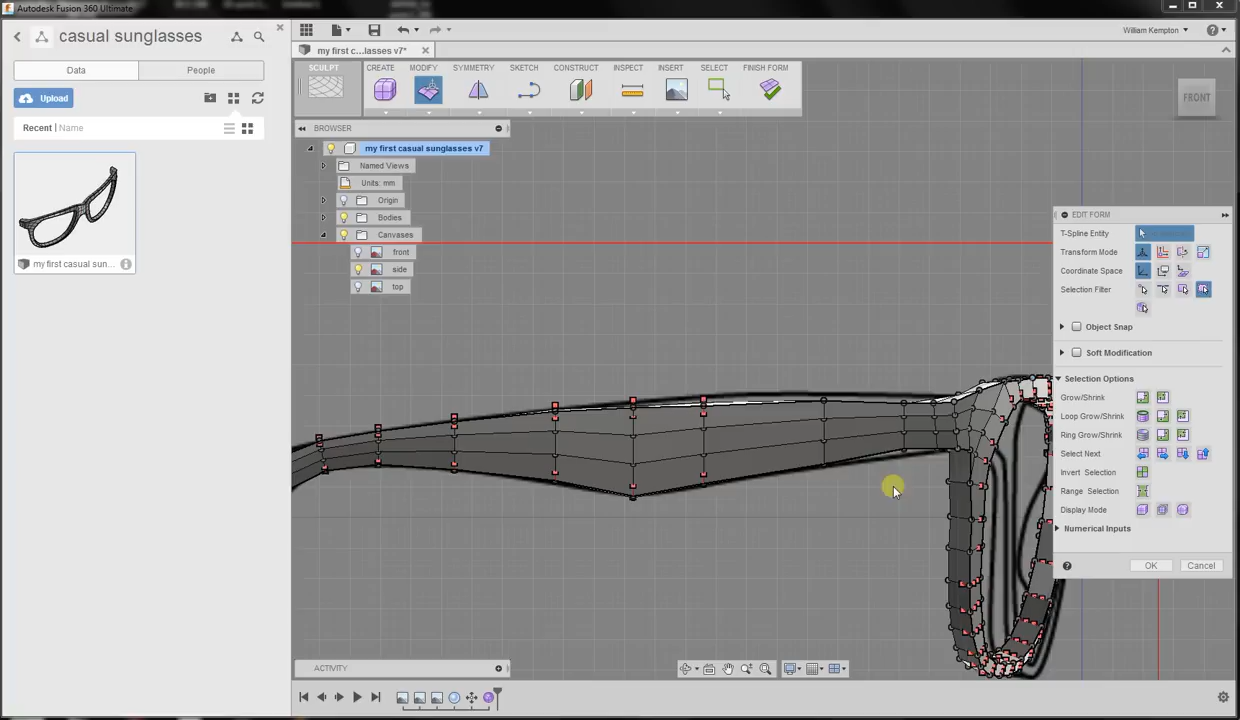 Autodesk Fusion 360 Ultimate
casual sunglasses
Data
People
Upload
Recent | Name
my first casual sun...
William Kempton
my first c...lasses v7*
SCULPT
CREATE
MODIFY
SYMMETRY
SKETCH
CONSTRUCT
INSPECT
INSERT
SELECT
FINISH FORM
FRONT
BROWSER
my first casual sunglasses v7
Named Views
Units: mm
Origin
Bodies
Canvases
front
side
top
EDIT FORM
T-Spline Entity
Transform Mode
Coordinate Space
Selection Filter
Object Snap
Soft Modification
Selection Options
Grow/Shrink
Loop Grow/Shrink
Ring Grow/Shrink
Select Next
Invert Selection
Range Selection
Display Mode
Numerical Inputs
OK
Cancel
ACTIVITY